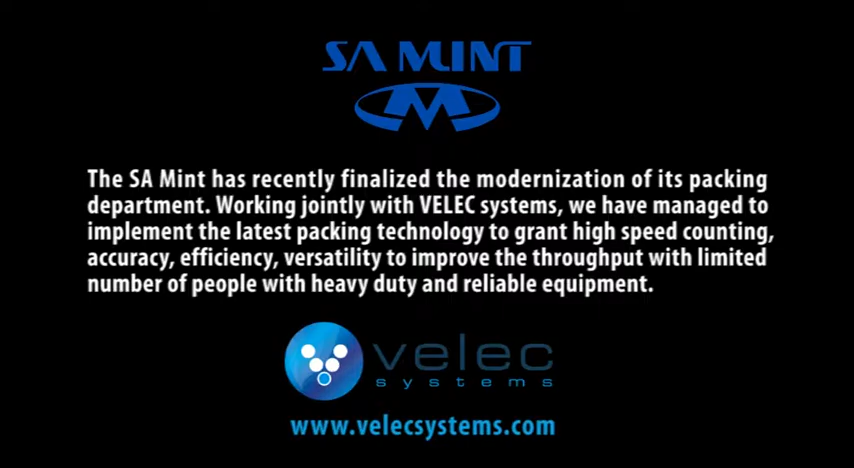 SA MINT
The SA Mint has recently finalized the modernization of its packing
department. Working jointly with VELEC systems, we have managed to
implement the latest packing technology to grant high speed counting,
accuracy, efficiency, versatility to improve the throughput with limited
number of people with heavy duty and reliable equipment.
velec
systems
www.velecsystems.com